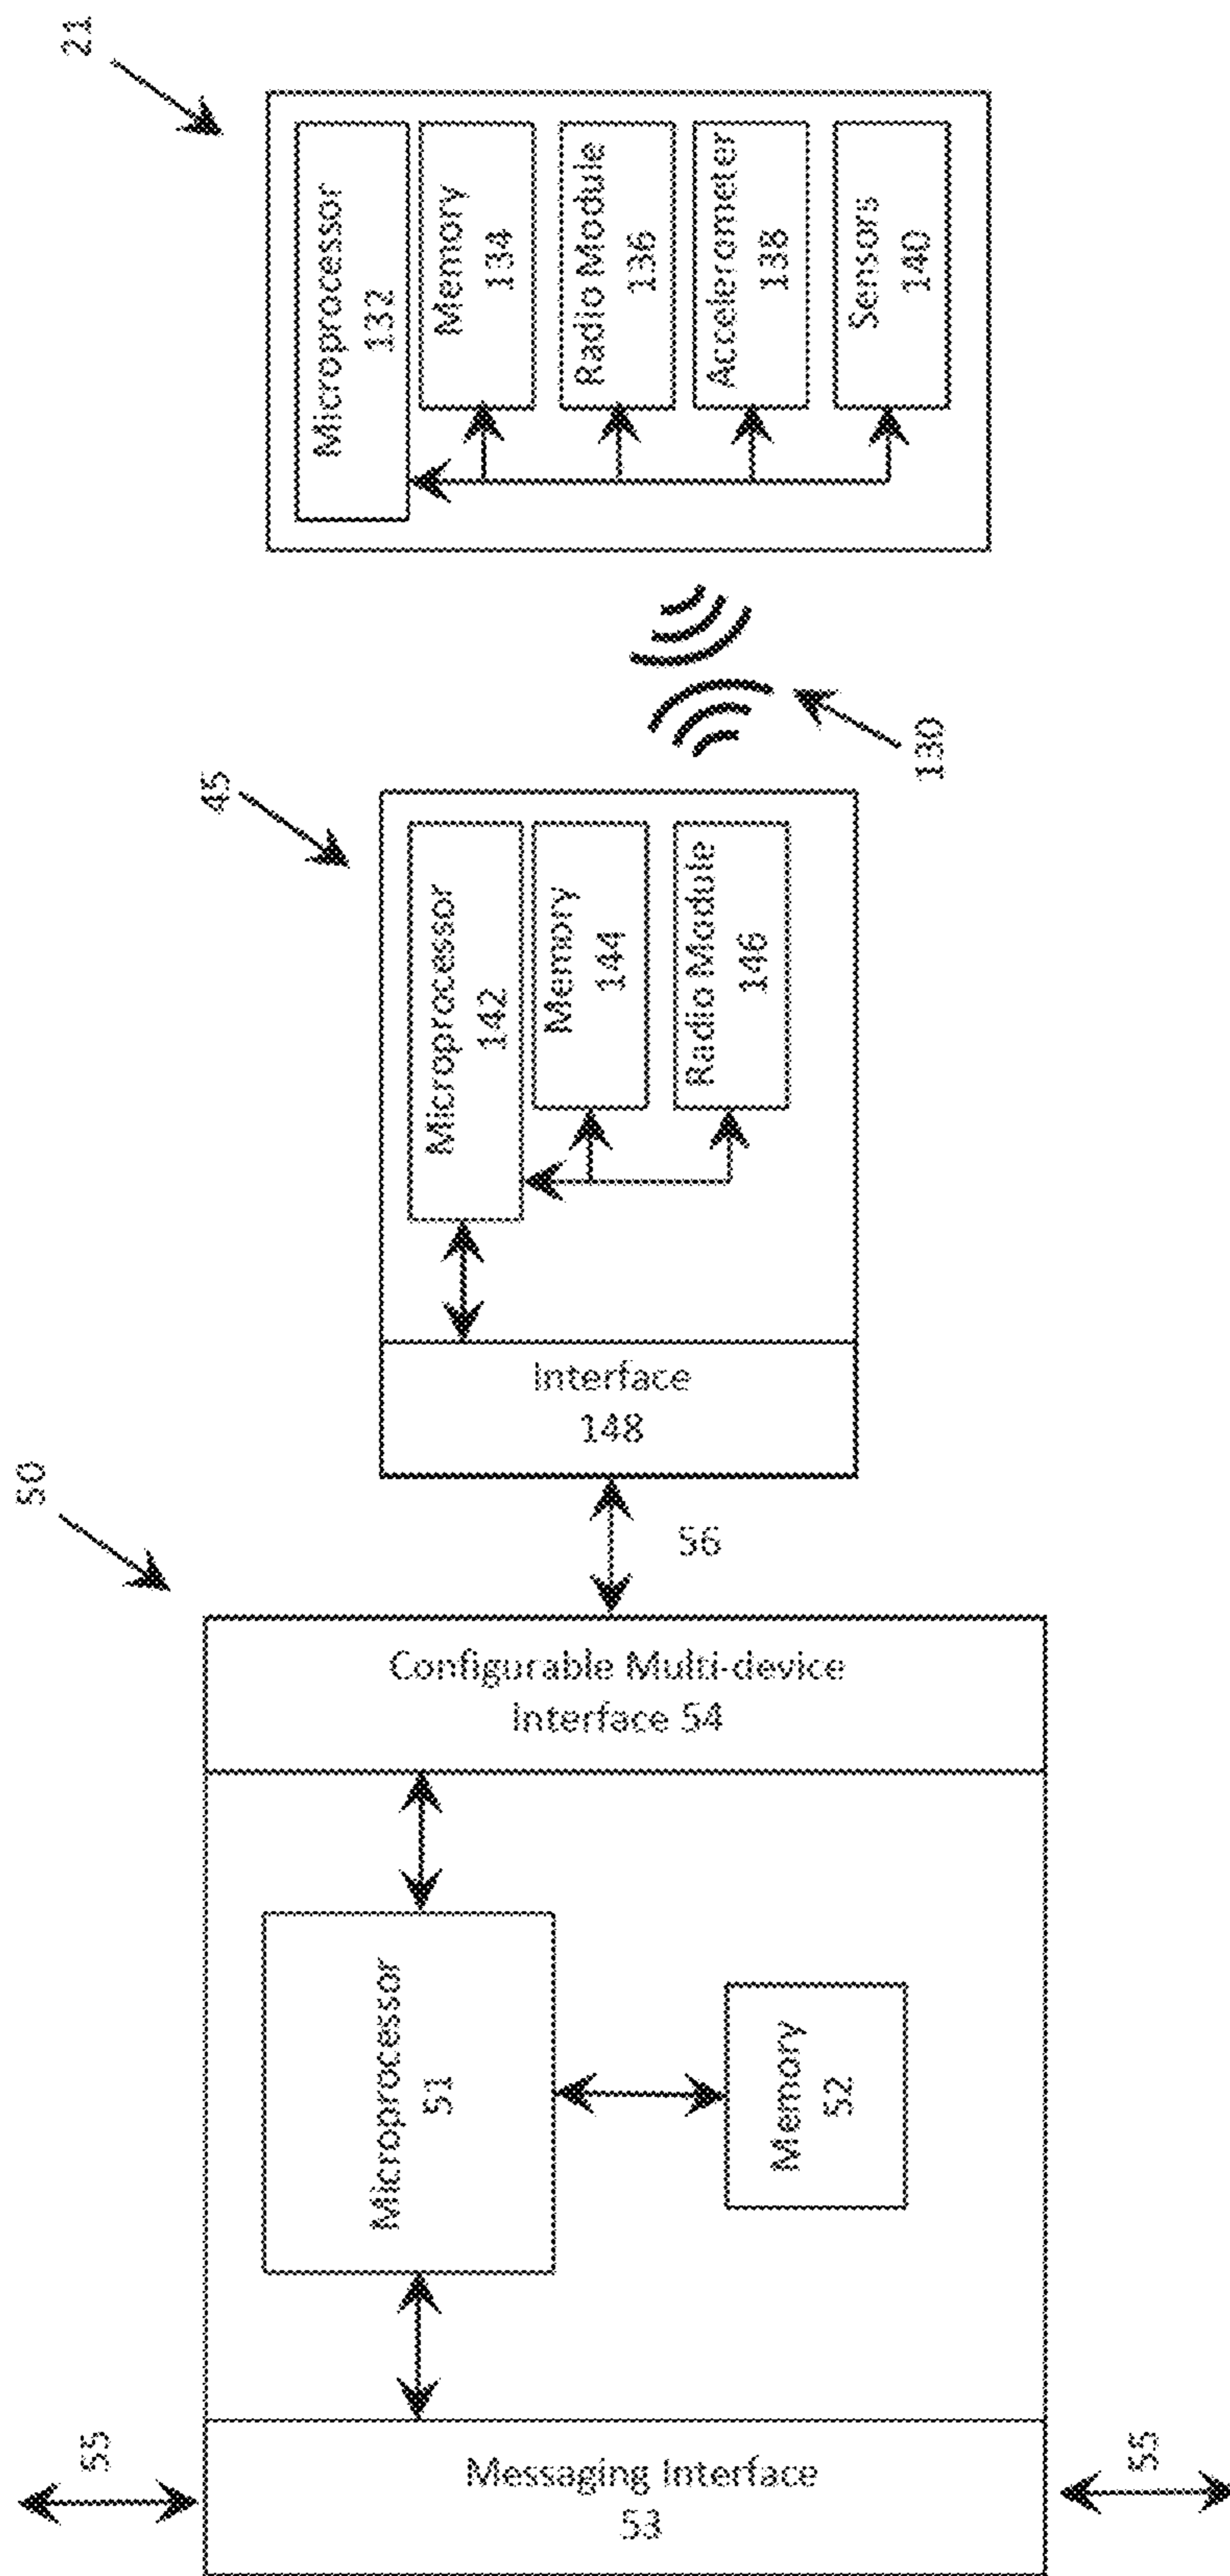 21
Microprocessor
132
Memory
134
Radio Module
136
Accelerometer
138
Sensors
140
130
45
Microprocessor
142
Memory
144
Radio Module
146
Interface
148
56
50
Configurable Multi-device
Interface 54
Microprocessor
51
Memory
52
Messaging Interface
53
55
55